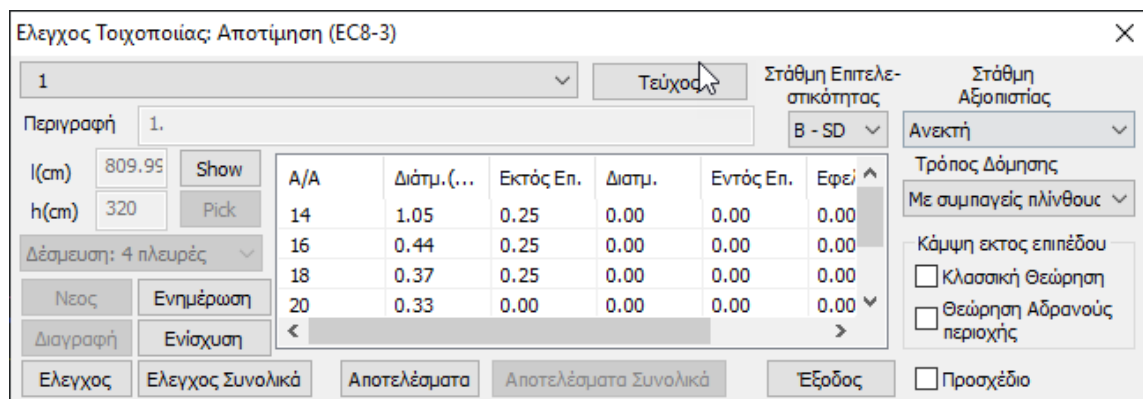 Ελεγχος Τοιχοποιίας: Αποτίμηση (EC8-3)
1
Τεύχος
Στάθμη Επιτελε-
στικότητας
Στάθμη
Αξιοπιστίας
Περιγραφή 1.
B - SD
Ανεκτή
l(cm) 809.99 Show
h(cm) 320 Pick
Δέσμευση: 4 πλευρές
Νεος Ενημέρωση
Διαγραφή Ενίσχυση
Α/Α Διάτμ.(... Εκτός Επ. Διατμ. Εντός Επ. Εφελ
14 1.05 0.25 0.00 0.00 0.00
16 0.44 0.25 0.00 0.00 0.00
18 0.37 0.25 0.00 0.00 0.00
20 0.33 0.00 0.00 0.00 0.00
Τρόπος Δόμησης
Με συμπαγείς πλίνθους
Κάμψη εκτος επιπέδου
Κλασσική Θεώρηση
Θεώρηση Αδρανούς
περιοχής
Ελεγχος Ελεγχος Συνολικά Αποτελέσματα Αποτελέσματα Συνολικά Έξοδος Προσχέδιο